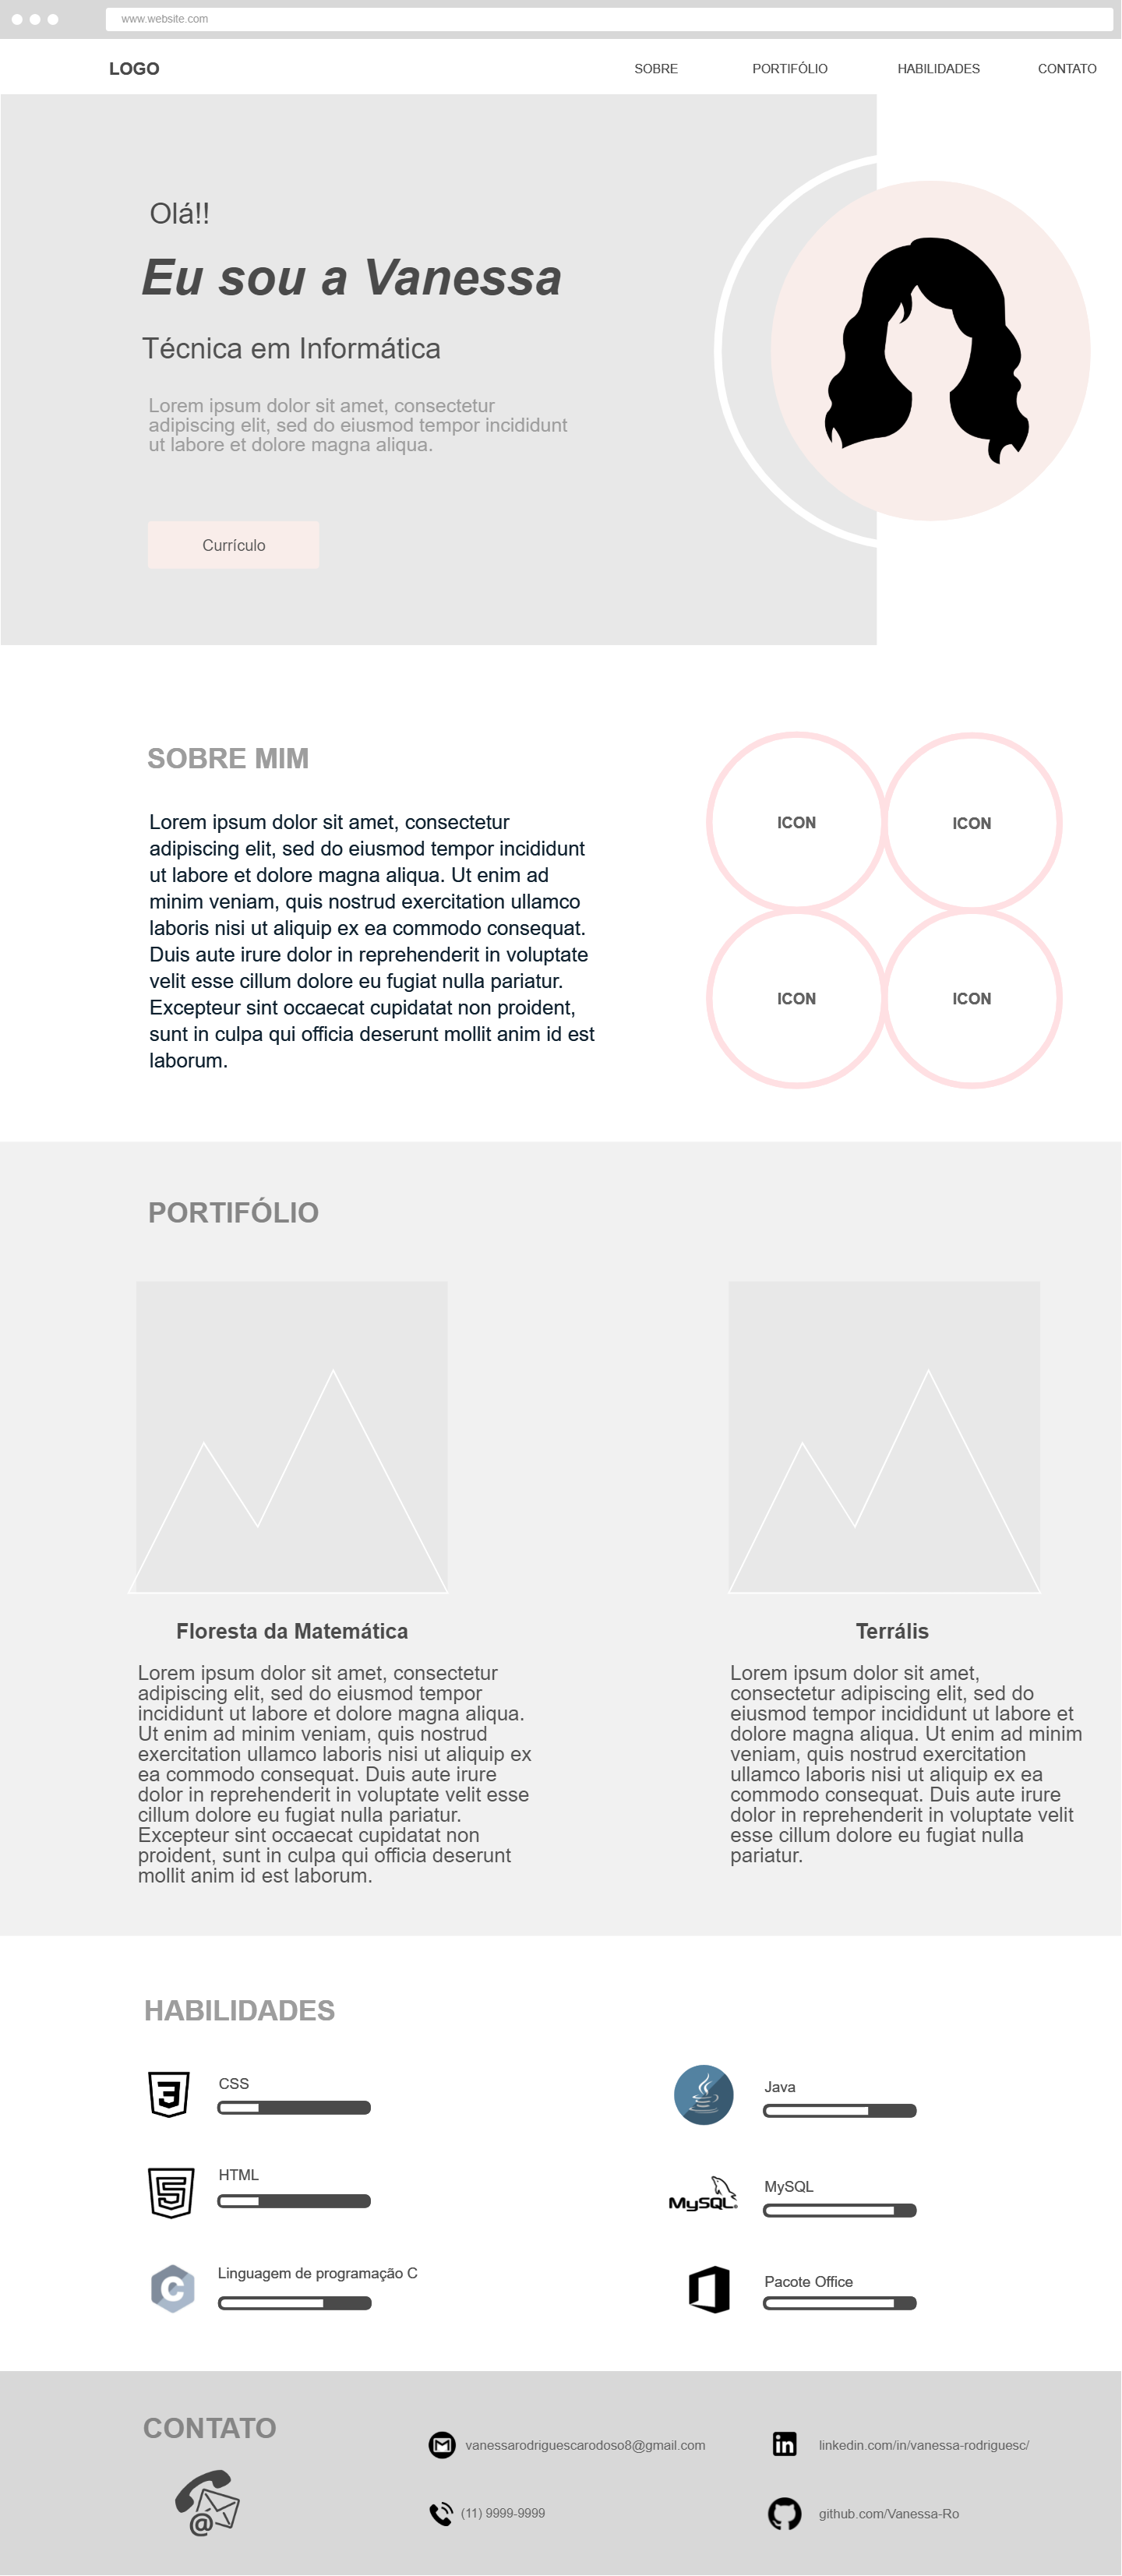 www.website.com
LOGO
SOBRE
PORTIFÓLIO
HABILIDADES
CONTATO
Olá!!
Eu sou a Vanessa
Técnica em Informática
Lorem ipsum dolor sit amet, consectetur
adipiscing elit, sed do eiusmod tempor incididunt
ut labore et dolore magna aliqua.
Currículo
SOBRE MIM
Lorem ipsum dolor sit amet, consectetur
adipiscing elit, sed do eiusmod tempor incididunt
ut labore et dolore magna aliqua. Ut enim ad
minim veniam, quis nostrud exercitation ullamco
laboris nisi ut aliquip ex ea commodo consequat.
Duis aute irure dolor in reprehenderit in voluptate
velit esse cillum dolore eu fugiat nulla pariatur.
Excepteur sint occaecat cupidatat non proident,
sunt in culpa qui officia deserunt mollit anim id est
laborum.
ICON
ICON
ICON
ICON
PORTIFÓLIO
Floresta da Matemática
Lorem ipsum dolor sit amet, consectetur
adipiscing elit, sed do eiusmod tempor
incididunt ut labore et dolore magna aliqua.
Ut enim ad minim veniam, quis nostrud
exercitation ullamco laboris nisi ut aliquip ex
ea commodo consequat. Duis aute irure
dolor in reprehenderit in voluptate velit esse
cillum dolore eu fugiat nulla pariatur.
Excepteur sint occaecat cupidatat non
proident, sunt in culpa qui officia deserunt
mollit anim id est laborum.
Terrális
Lorem ipsum dolor sit amet,
consectetur adipiscing elit, sed do
eiusmod tempor incididunt ut labore et
dolore magna aliqua. Ut enim ad minim
veniam, quis nostrud exercitation
ullamco laboris nisi ut aliquip ex ea
commodo consequat. Duis aute irure
dolor in reprehenderit in voluptate velit
esse cillum dolore eu fugiat nulla
pariatur.
HABILIDADES
3
CSS
Java
5
HTML
MySQL
MySQL
C
Linguagem de programação C
Pacote Office
CONTATO
@
vanessarodriguescarodoso8@gmail.com
in
linkedin.com/in/vanessa-rodriguesc/
(11) 9999-9999
github.com/Vanessa-Ro